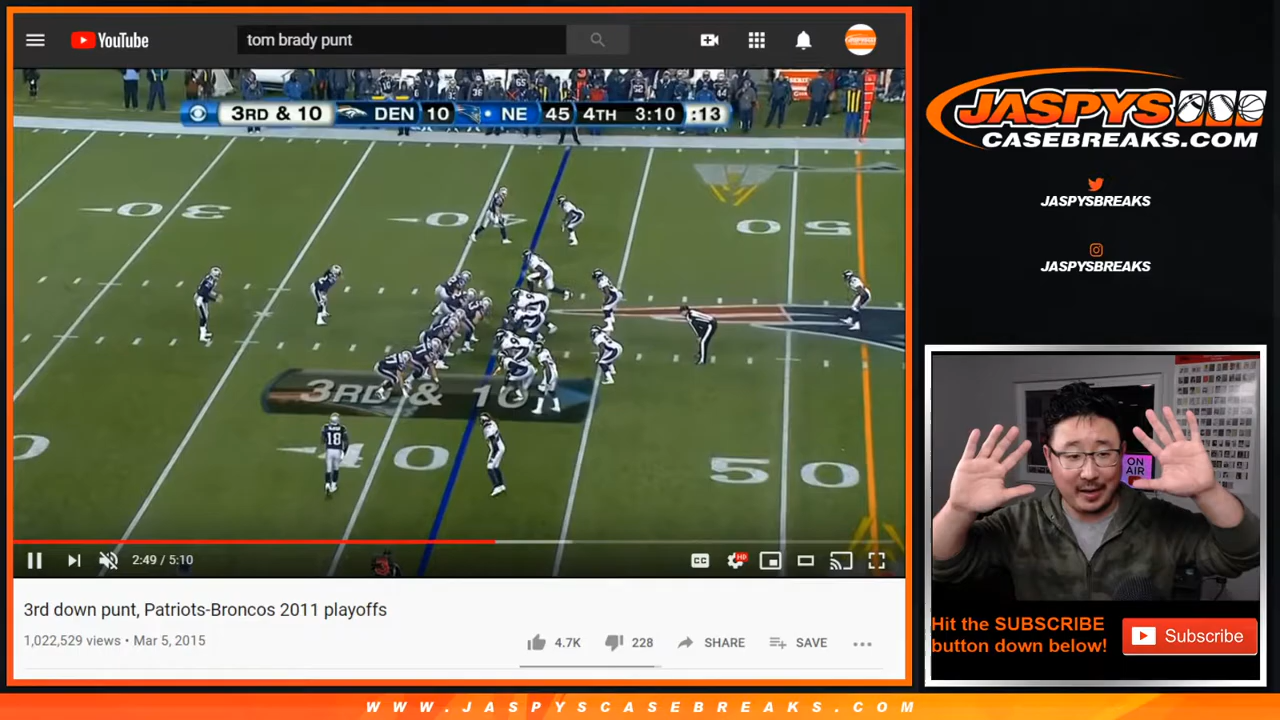 YouTube
tom brady punt
3RD & 10 DEN 10 NE 45 4TH 3:10 :13
30 40 50
3RD & 10
18
40 50
2:49 / 5:10
CC HD
3rd down punt, Patriots-Broncos 2011 playoffs
1,022,529 views • Mar 5, 2015
4.7K 228 SHARE SAVE
JASPYS
CASEBREAKS.COM
JASPYSBREAKS
JASPYSBREAKS
ON
AIR
Hit the SUBSCRIBE
button down below!
Subscribe
WWW.JASPYSCASEBREAKS.COM